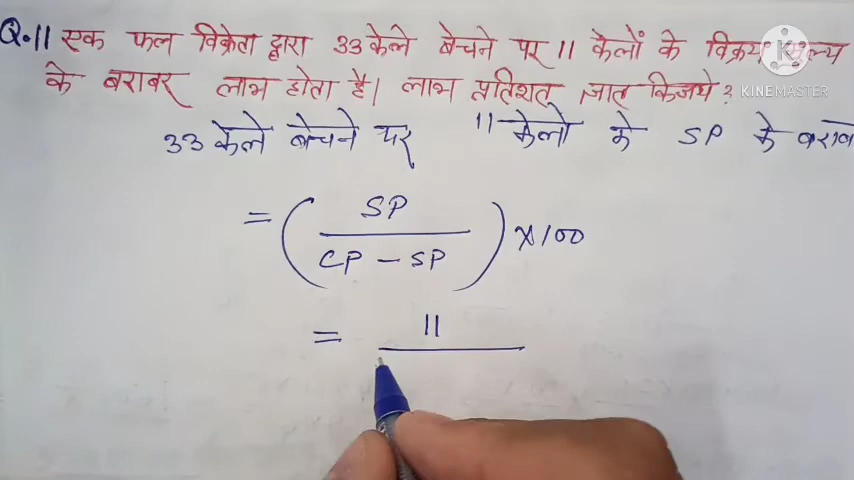 Q.11 एक फल विक्रेता द्वारा 33 केले बेचने पर 11 केलों के विक्रय मूल्य
के बराबर लाभ होता है। लाभ प्रतिशत ज्ञात किजये?
33 केले बेचने पर 11 केलो के SP के बराब
= (SP / CP - SP) × 100
= 11
KINEMASTER